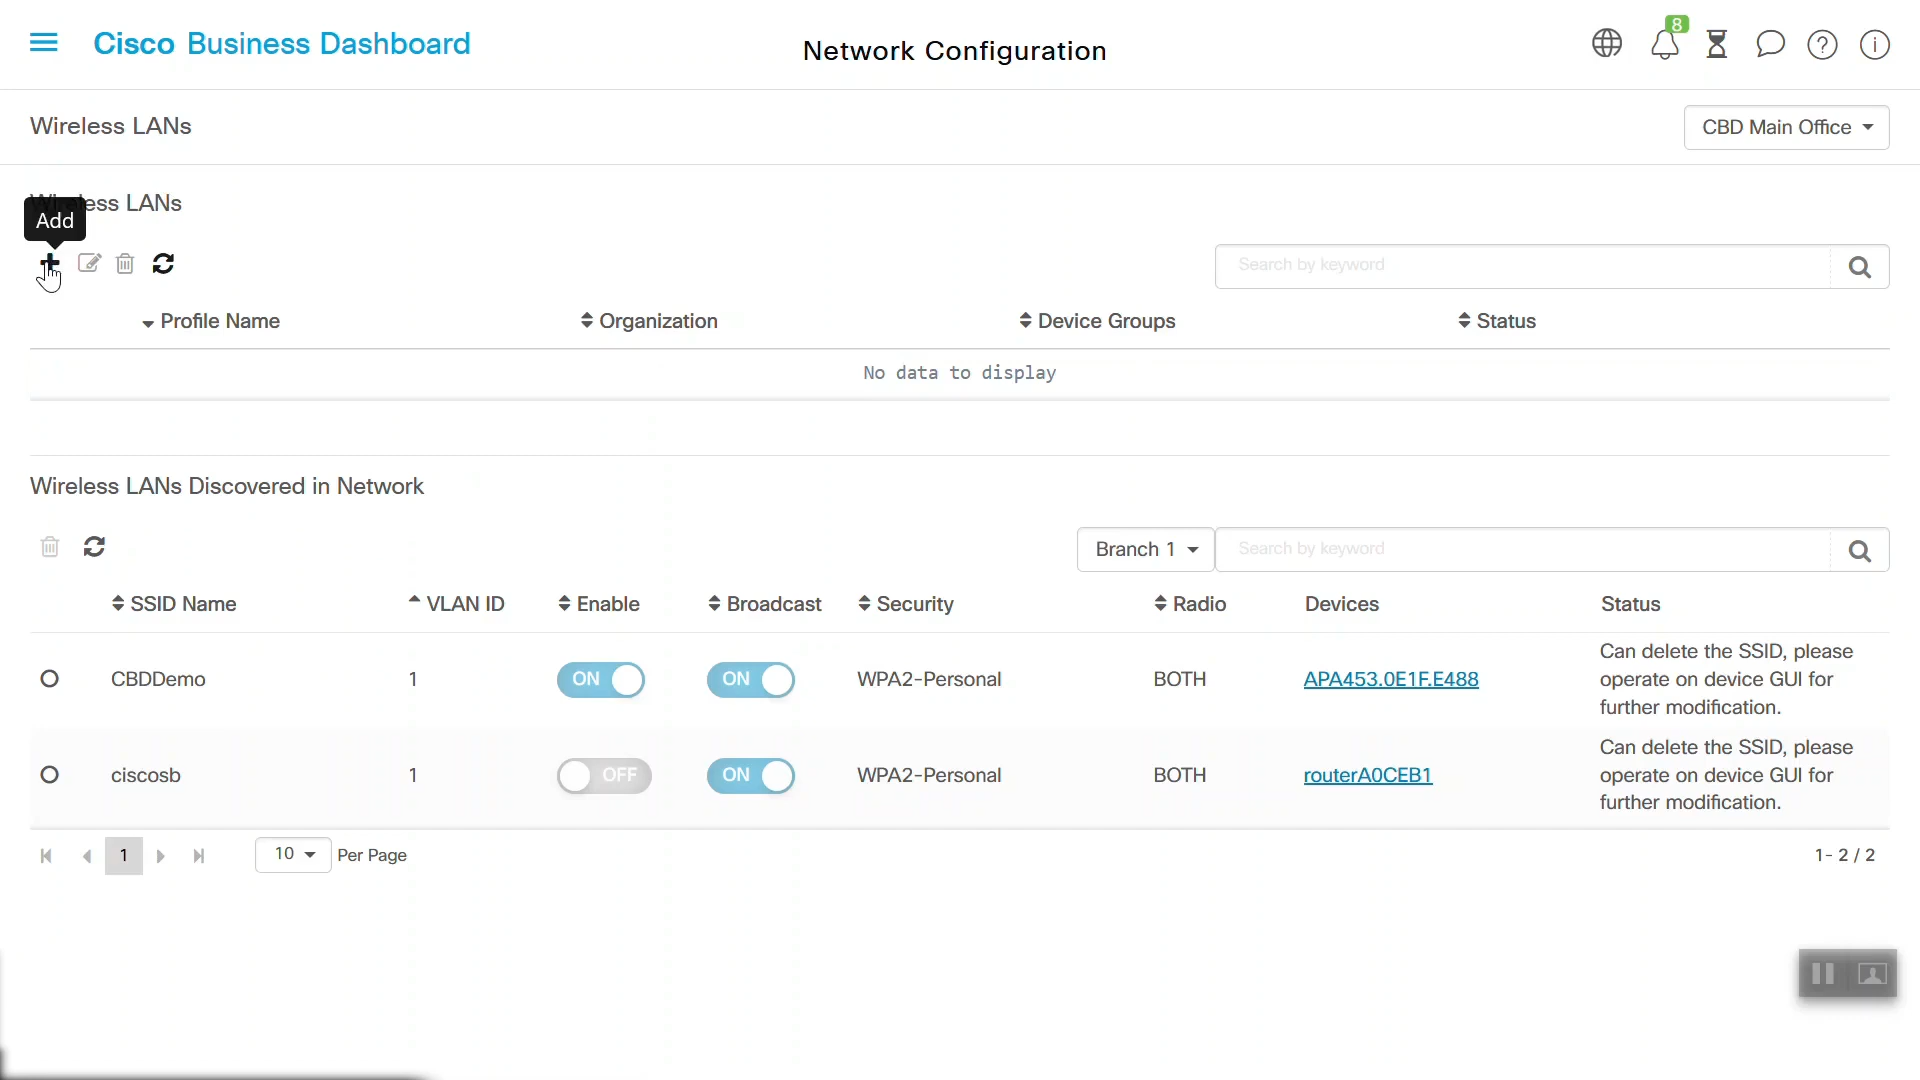 Cisco Business Dashboard
Network Configuration
8
Wireless LANs
CBD Main Office
Wireless LANs
Add
Search by keyword
Profile Name Organization Device Groups Status
No data to display
Wireless LANs Discovered in Network
Branch 1
Search by keyword
SSID Name VLAN ID Enable Broadcast Security Radio Devices Status
CBDDemo 1 ON ON WPA2-Personal BOTH APA453.0E1F.E488
Can delete the SSID, please
operate on device GUI for
further modification.
ciscosb 1 OFF ON WPA2-Personal BOTH routerA0CEB1
Can delete the SSID, please
operate on device GUI for
further modification.
1 10 Per Page 1 - 2 / 2